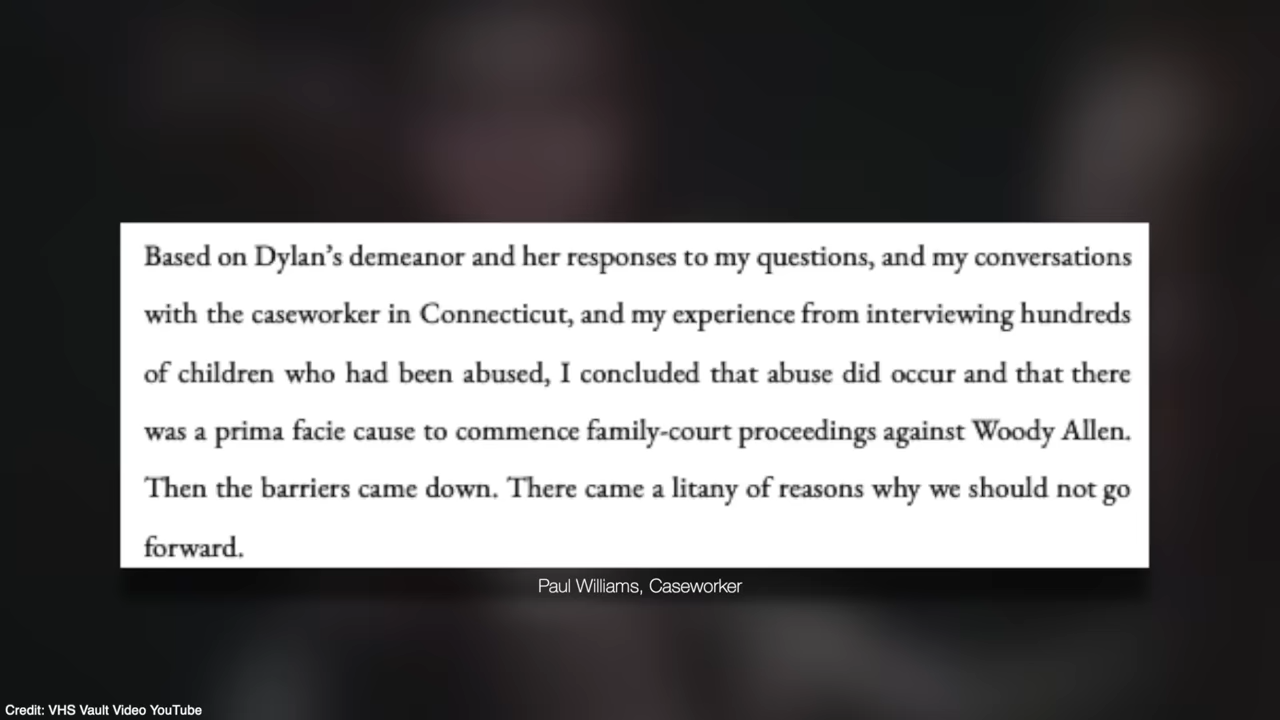 Based on Dylan’s demeanor and her responses to my questions, and my conversations
with the caseworker in Connecticut, and my experience from interviewing hundreds
of children who had been abused, I concluded that abuse did occur and that there
was a prima facie cause to commence family-court proceedings against Woody Allen.
Then the barriers came down. There came a litany of reasons why we should not go
forward.
Paul Williams, Caseworker
Credit: VHS Vault Video YouTube